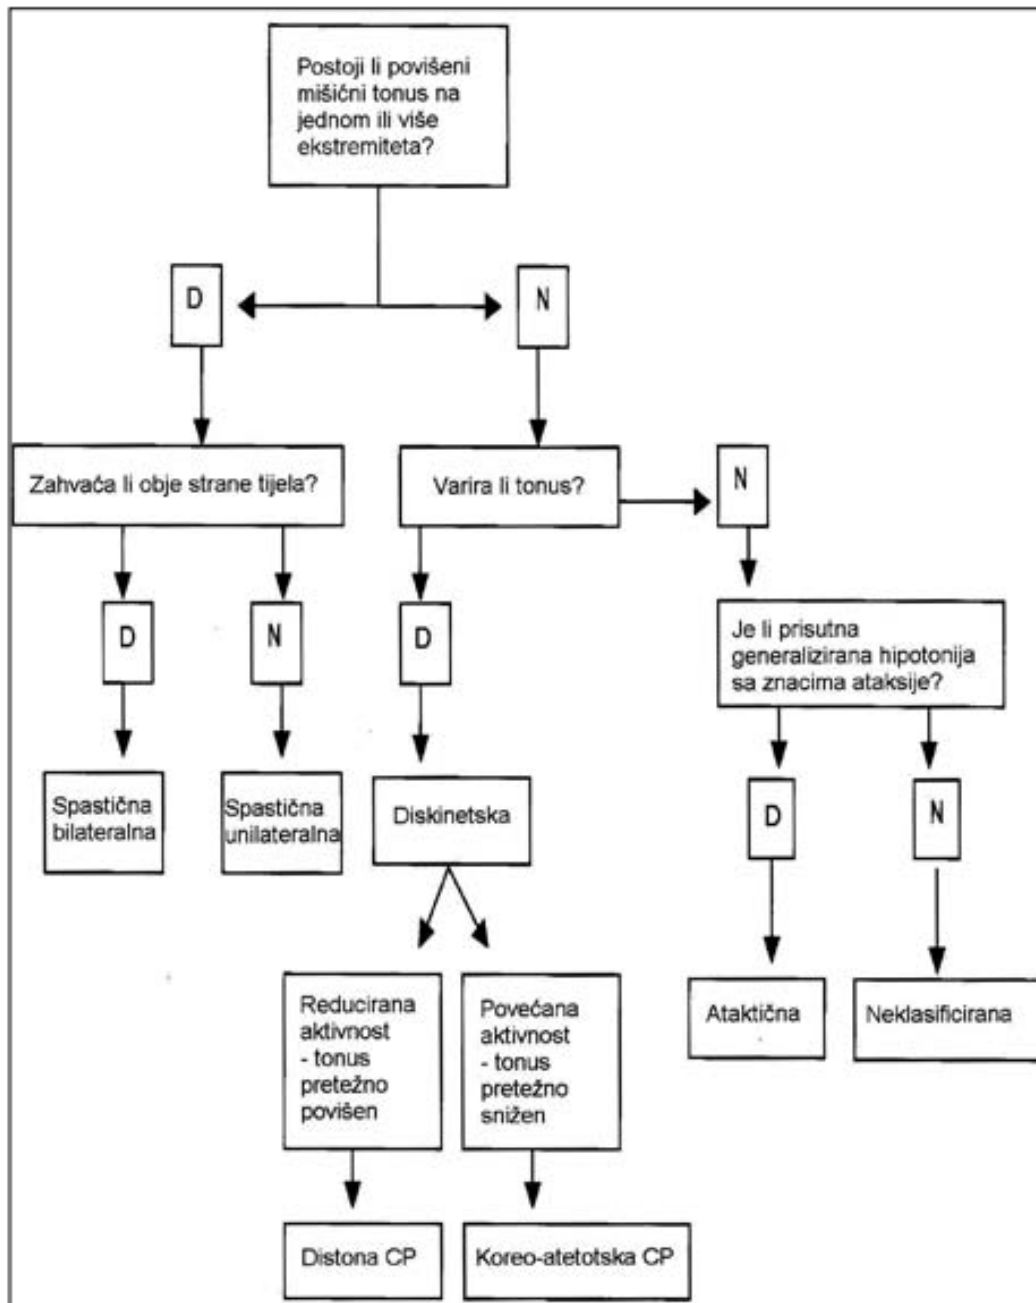 Postoji li povišeni
mišićni tonus na
jednom ili više
ekstremiteta?
D
N
Zahvaća li obje strane tijela?
Varira li tonus?
N
D
N
D
Je li prisutna
generalizirana hipotonija
sa znacima ataksije?
Spastična
bilateralna
Spastična
unilateralna
Diskinetska
D
N
Reducirana
aktivnost
- tonus
pretežno
povišen
Povećana
aktivnost
- tonus
pretežno
snižen
Ataktična
Neklasificirana
Distona CP
Koreo-atetotska CP